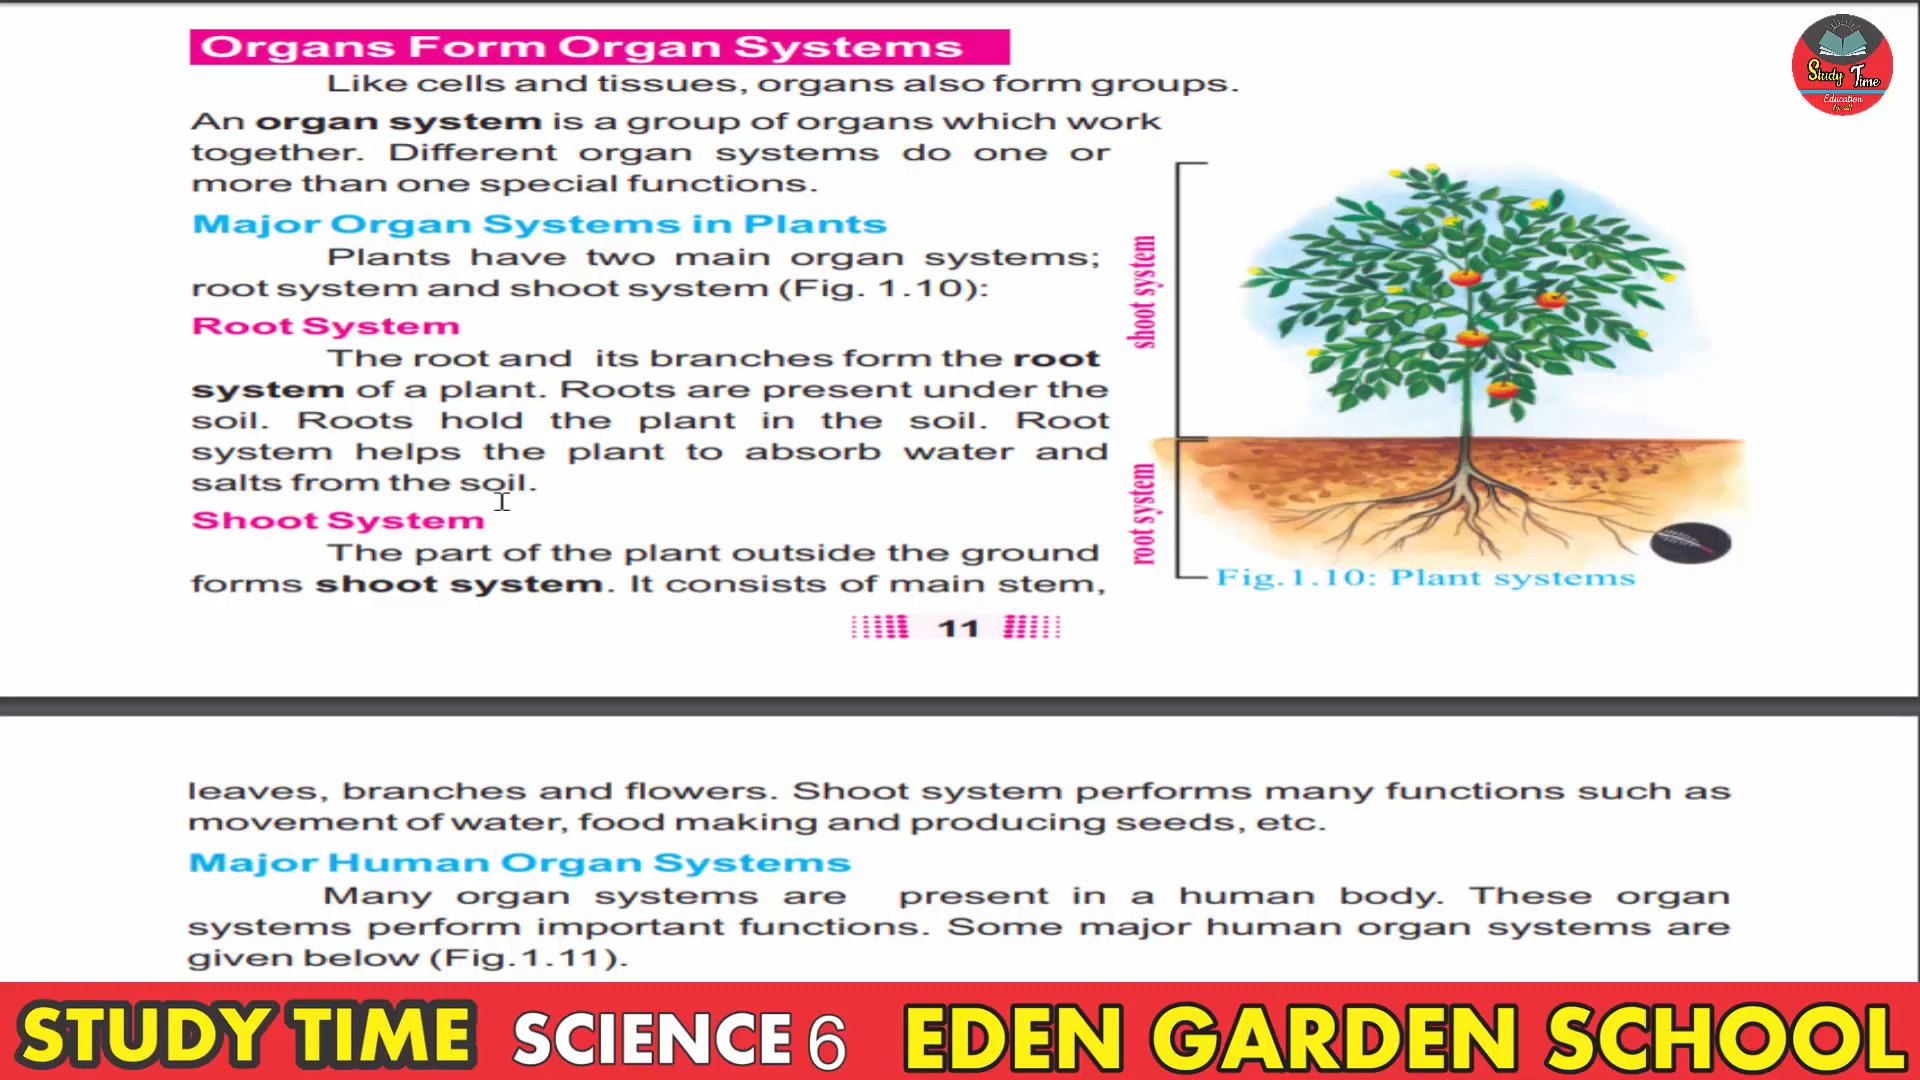 Organs Form Organ Systems
Like cells and tissues, organs also form groups.
An organ system is a group of organs which work
together. Different organ systems do one or
more than one special functions.
Major Organ Systems in Plants
Plants have two main organ systems;
root system and shoot system (Fig. 1.10):
Root System
The root and its branches form the root
system of a plant. Roots are present under the
soil. Roots hold the plant in the soil. Root
system helps the plant to absorb water and
salts from the soil.
Shoot System
The part of the plant outside the ground
forms shoot system. It consists of main stem,
shoot system
root system
Fig.1.10: Plant systems
11
Study Time
Education
for all
leaves, branches and flowers. Shoot system performs many functions such as
movement of water, food making and producing seeds, etc.
Major Human Organ Systems
Many organ systems are present in a human body. These organ
systems perform important functions. Some major human organ systems are
given below (Fig.1.11).
STUDY TIME SCIENCE 6 EDEN GARDEN SCHOOL